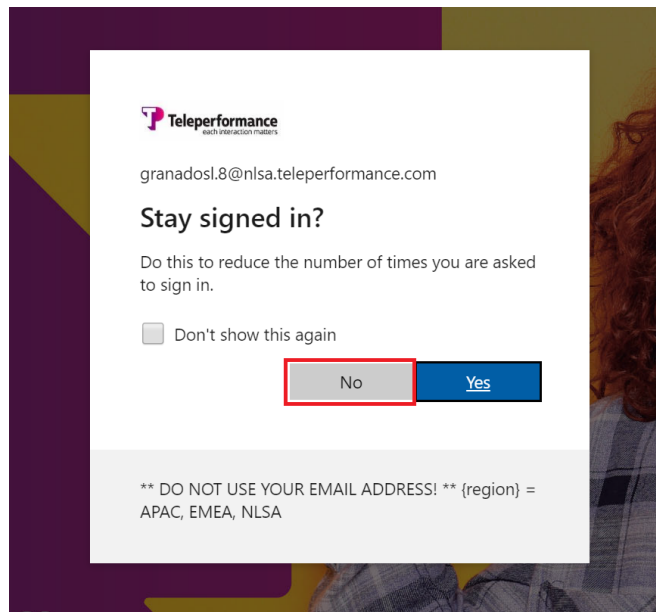 Teleperformance
each interaction matters
granadosl.8@nlsa.teleperformance.com
Stay signed in?
Do this to reduce the number of times you are asked
to sign in.
Don't show this again
No
Yes
** DO NOT USE YOUR EMAIL ADDRESS! ** {region} =
APAC, EMEA, NLSA